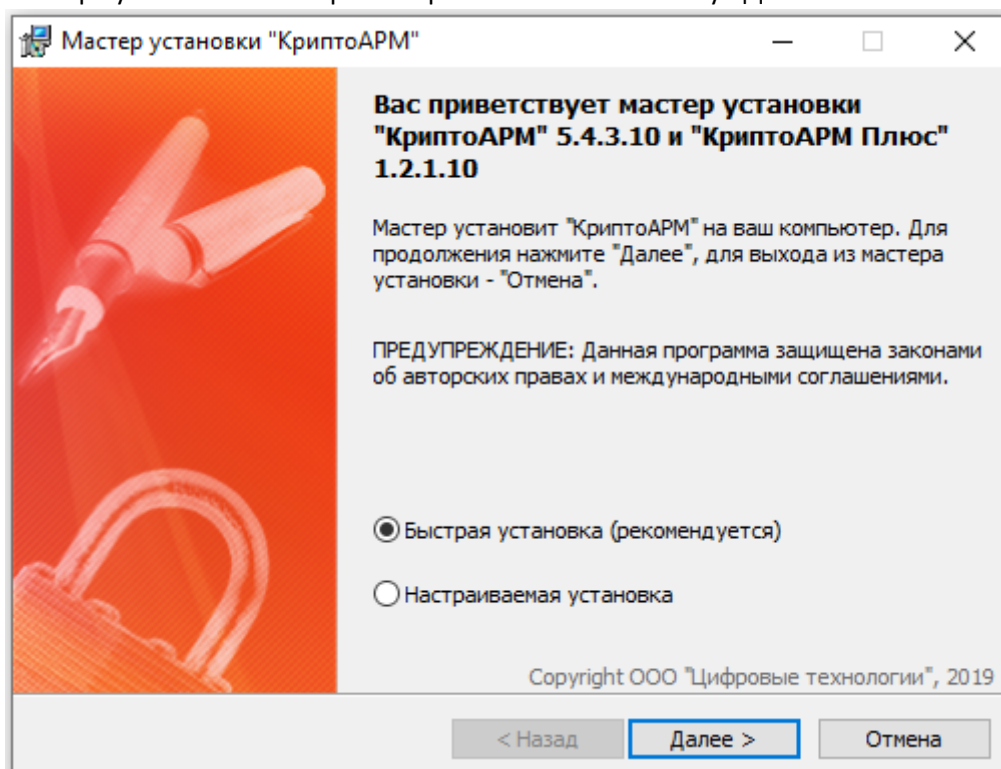 Мастер установки "КриптоАРМ"
Вас приветствует мастер установки
"КриптоАРМ" 5.4.3.10 и "КриптоАРМ Плюс"
1.2.1.10
Мастер установит "КриптоАРМ" на ваш компьютер. Для
продолжения нажмите "Далее", для выхода из мастера
установки - "Отмена".
ПРЕДУПРЕЖДЕНИЕ: Данная программа защищена законами
об авторских правах и международными соглашениями.
Быстрая установка (рекомендуется)
Настраиваемая установка
Copyright ООО "Цифровые технологии", 2019
< Назад
Далее >
Отмена